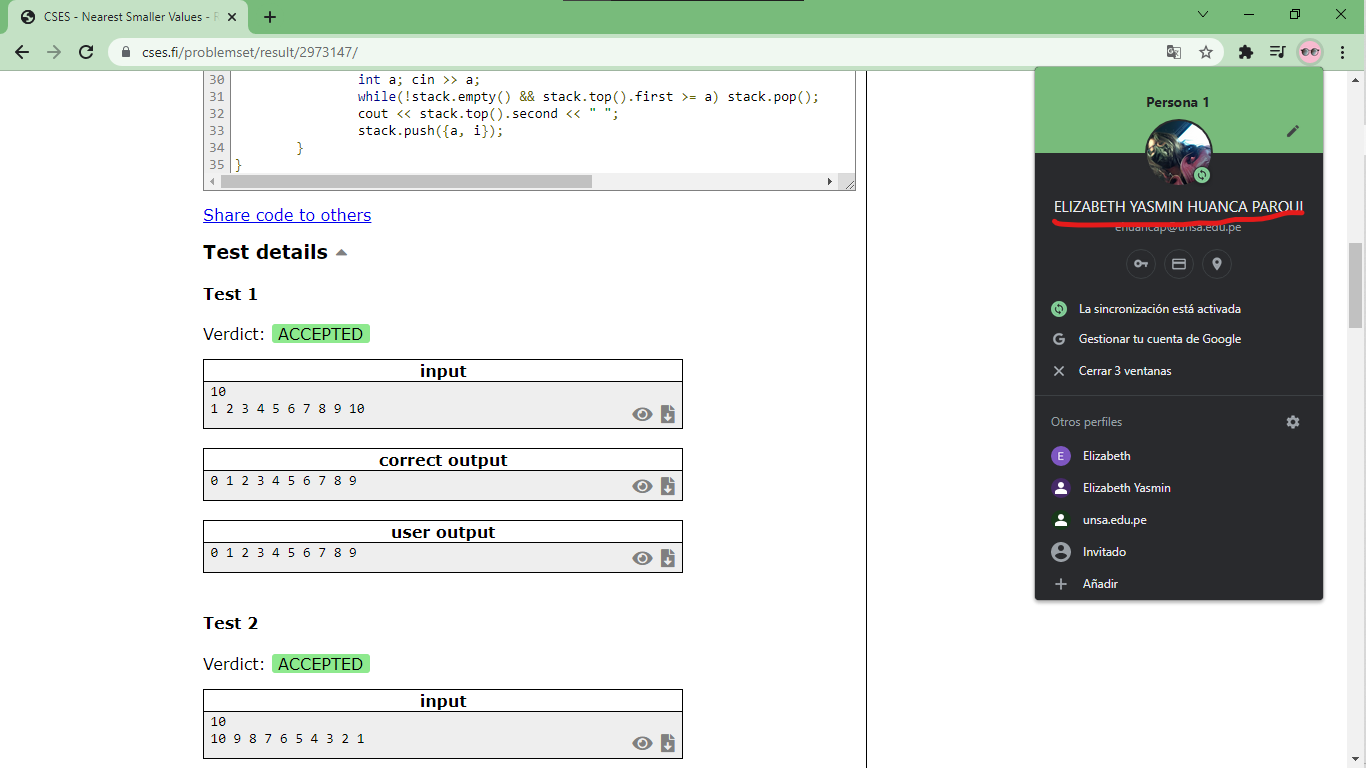 CSES - Nearest Smaller Values - R
cses.fi/problemset/result/2973147/
30 int a; cin >> a;
31 while(!stack.empty() && stack.top().first >= a) stack.pop();
32 cout << stack.top().second << " ";
33 stack.push({a, i});
34 }
35 }
Share code to others
Test details
Test 1
Verdict: ACCEPTED
input
10
1 2 3 4 5 6 7 8 9 10
correct output
0 1 2 3 4 5 6 7 8 9
user output
0 1 2 3 4 5 6 7 8 9
Test 2
Verdict: ACCEPTED
input
10
10 9 8 7 6 5 4 3 2 1
Persona 1
ELIZABETH YASMIN HUANCA PARQUI
ehuancap@unsa.edu.pe
La sincronización está activada
Gestionar tu cuenta de Google
Cerrar 3 ventanas
Otros perfiles
E Elizabeth
Elizabeth Yasmin
unsa.edu.pe
Invitado
Añadir